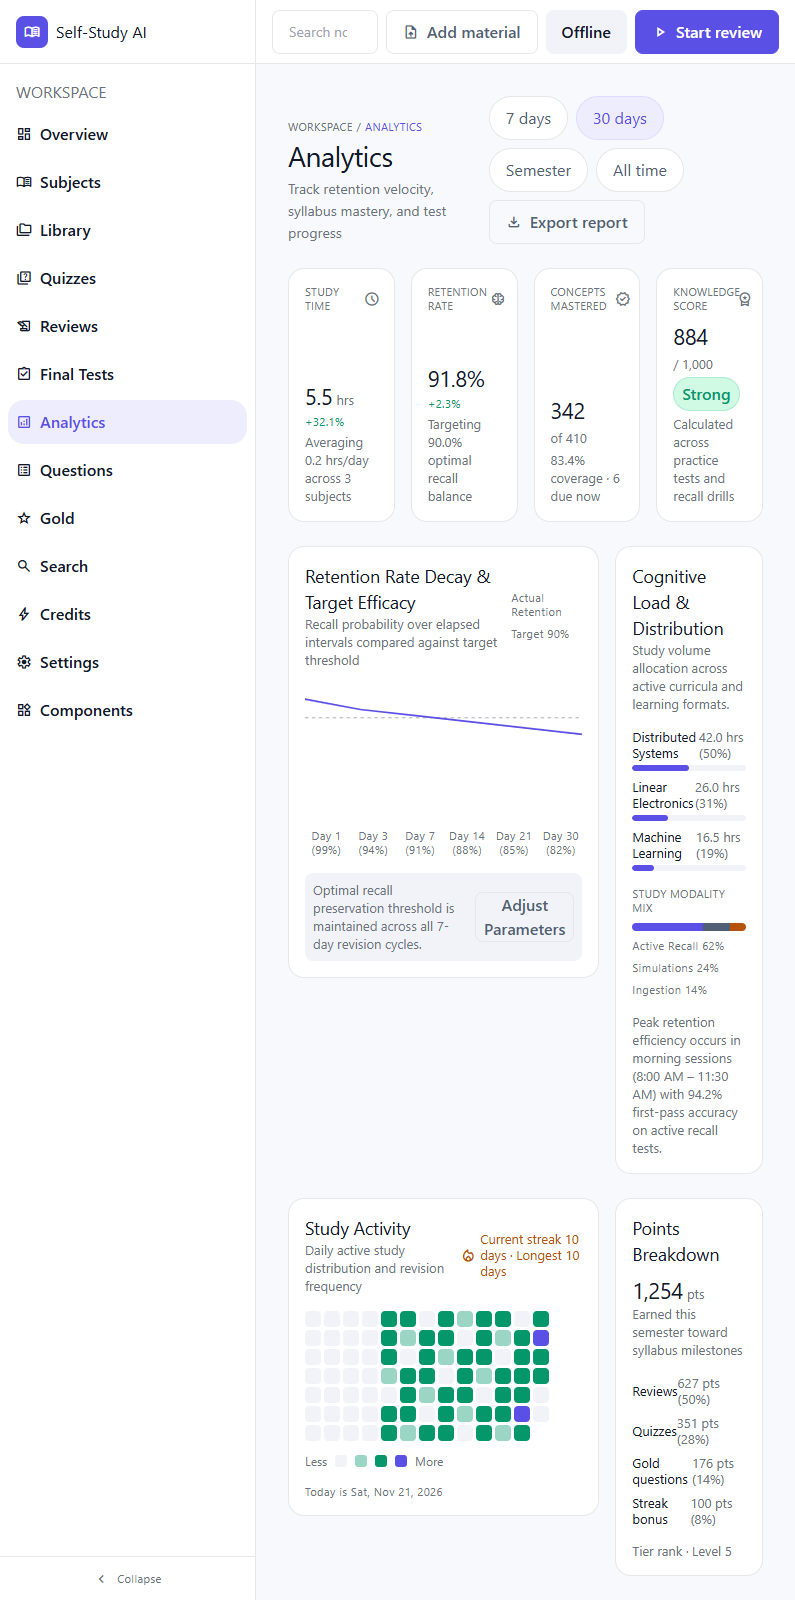 Self-Study AI
Search nc
Add material
Offline
Start review
WORKSPACE
Overview
Subjects
Library
Quizzes
Reviews
Final Tests
Analytics
Questions
Gold
Search
Credits
Settings
Components
Collapse
WORKSPACE / ANALYTICS
Analytics
Track retention velocity,
syllabus mastery, and test
progress
7 days
30 days
Semester
All time
Export report
STUDY
TIME
5.5 hrs
+32.1%
Averaging
0.2 hrs/day
across 3
subjects
RETENTION
RATE
91.8%
+2.3%
Targeting
90.0%
optimal
recall
balance
CONCEPTS
MASTERED
342
of 410
83.4%
coverage · 6
due now
KNOWLEDGE
SCORE
884
/ 1,000
Strong
Calculated
across
practice
tests and
recall drills
Retention Rate Decay &
Target Efficacy
Recall probability over elapsed
intervals compared against target
threshold
Actual
Retention
Target 90%
Day 1
(99%)
Day 3
(94%)
Day 7
(91%)
Day 14
(88%)
Day 21
(85%)
Day 30
(82%)
Optimal recall
preservation threshold is
maintained across all 7-
day revision cycles.
Adjust
Parameters
Cognitive
Load &
Distribution
Study volume
allocation across
active curricula and
learning formats.
Distributed
Systems
42.0 hrs
(50%)
Linear
Electronics
26.0 hrs
(31%)
Machine
Learning
16.5 hrs
(19%)
STUDY MODALITY
MIX
Active Recall 62%
Simulations 24%
Ingestion 14%
Peak retention
efficiency occurs in
morning sessions
(8:00 AM – 11:30
AM) with 94.2%
first-pass accuracy
on active recall
tests.
Study Activity
Daily active study
distribution and revision
frequency
Current streak 10
days · Longest 10
days
Less
More
Today is Sat, Nov 21, 2026
Points
Breakdown
1,254 pts
Earned this
semester toward
syllabus milestones
Reviews
627 pts
(50%)
Quizzes
351 pts
(28%)
Gold
questions
176 pts
(14%)
Streak
bonus
100 pts
(8%)
Tier rank · Level 5